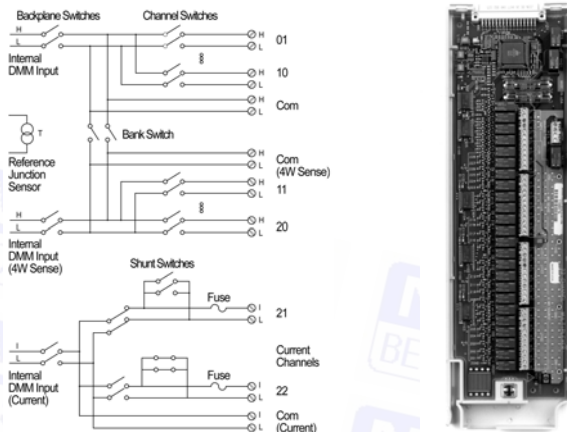 Backplane Switches
Channel Switches
H
L
Internal
DMM Input
H
L
01
H
L
10
H
L
Com
T
Reference
Junction
Sensor
Bank Switch
H
L
Com
(4W Sense)
H
L
11
H
L
20
H
L
Internal
DMM Input
(4W Sense)
Shunt Switches
Fuse
I
L
21
I
L
Internal
DMM Input
(Current)
Current
Channels
Fuse
I
L
22
I
L
Com
(Current)
BE